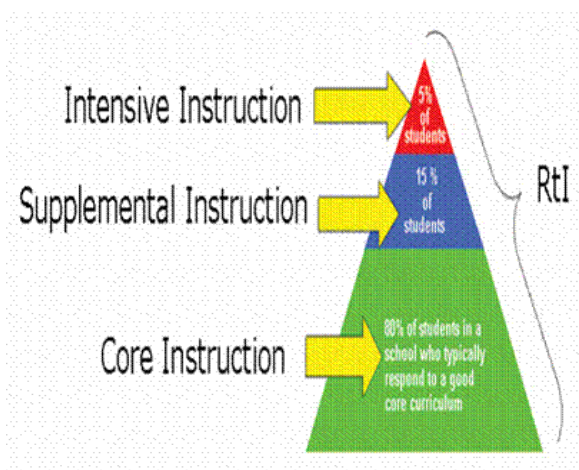 Intensive Instruction
5%
of
students
Supplemental Instruction
15 %
of
students
RtI
Core Instruction
80% of students in a
school who typically
respond to a good
core curriculum